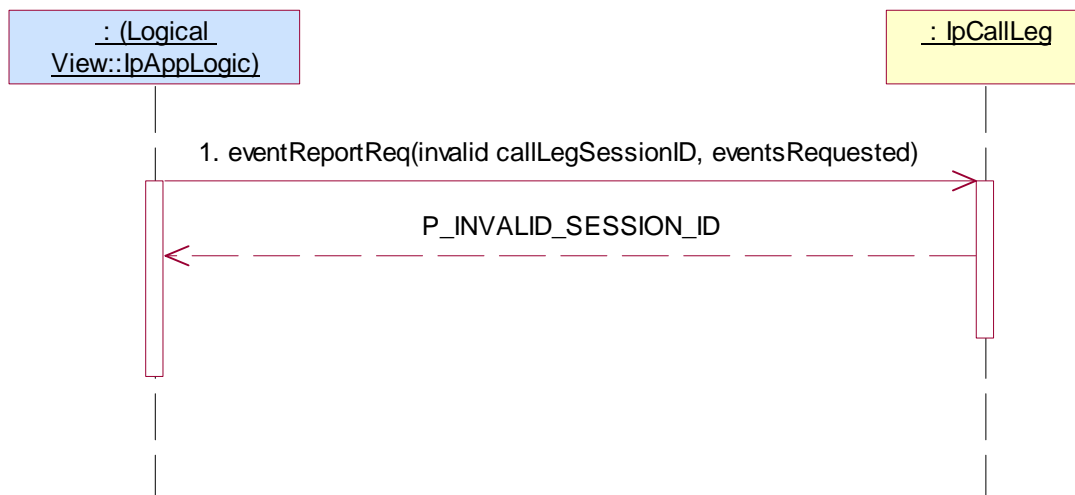 : (Logical
View::IpAppLogic)
: IpCallLeg
1. eventReportReq(invalid callLegSessionID, eventsRequested)
P_INVALID_SESSION_ID